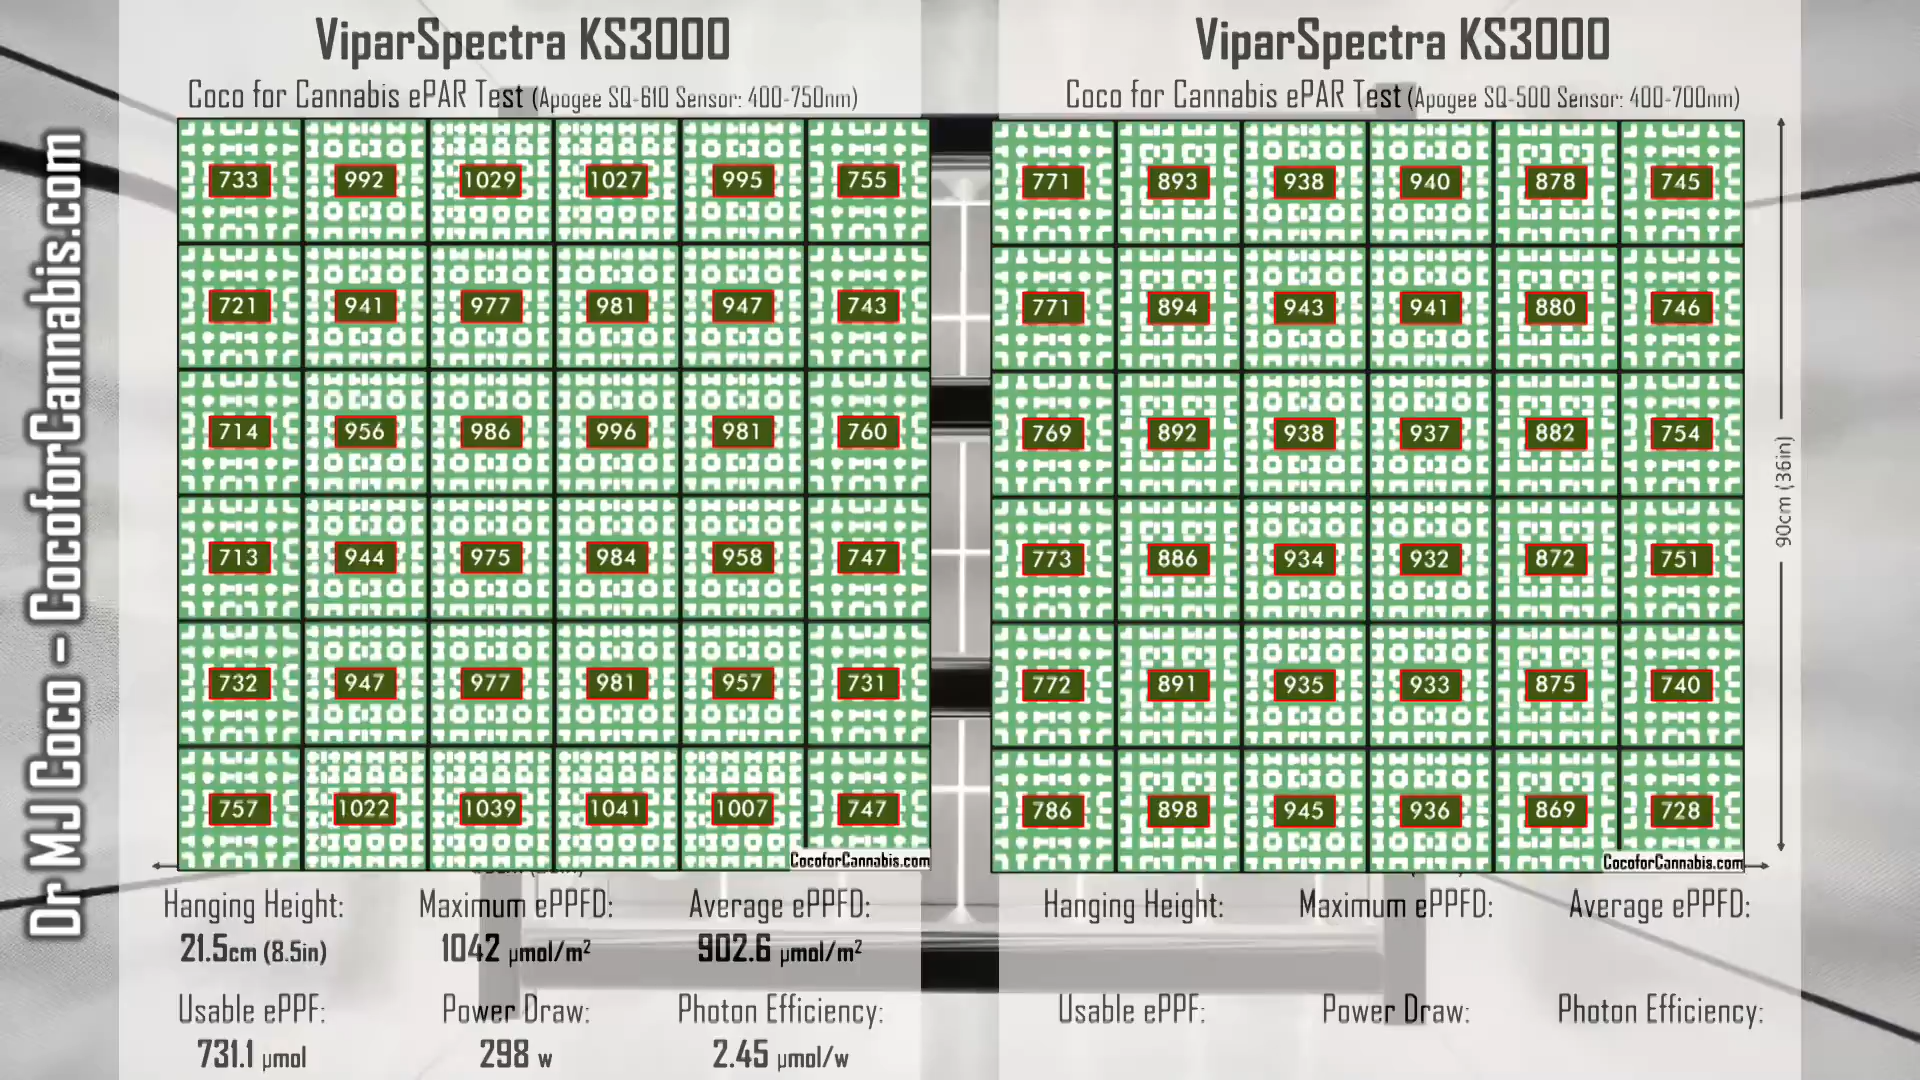 Dr MJ Coco - CocoforCannabis.com
ViparSpectra KS3000
Coco for Cannabis ePAR Test (Apogee SQ-610 Sensor: 400-750nm)
733 992 1029 1027 995 755
721 941 977 981 947 743
714 956 986 996 981 760
713 944 975 984 958 747
732 947 977 981 957 731
757 1022 1039 1041 1007 747
CocoforCannabis.com
Hanging Height: Maximum ePPFD: Average ePPFD:
21.5cm (8.5in) 1042 µmol/m² 902.6 µmol/m²
Usable ePPF: Power Draw: Photon Efficiency:
731.1 µmol 298 w 2.45 µmol/w
ViparSpectra KS3000
Coco for Cannabis ePAR Test (Apogee SQ-500 Sensor: 400-700nm)
771 893 938 940 878 745
771 894 943 941 880 746
769 892 938 937 882 754
773 886 934 932 872 751
772 891 935 933 875 740
786 898 945 936 869 728
90cm (36in)
CocoforCannabis.com
Hanging Height: Maximum ePPFD: Average ePPFD:
Usable ePPF: Power Draw: Photon Efficiency: